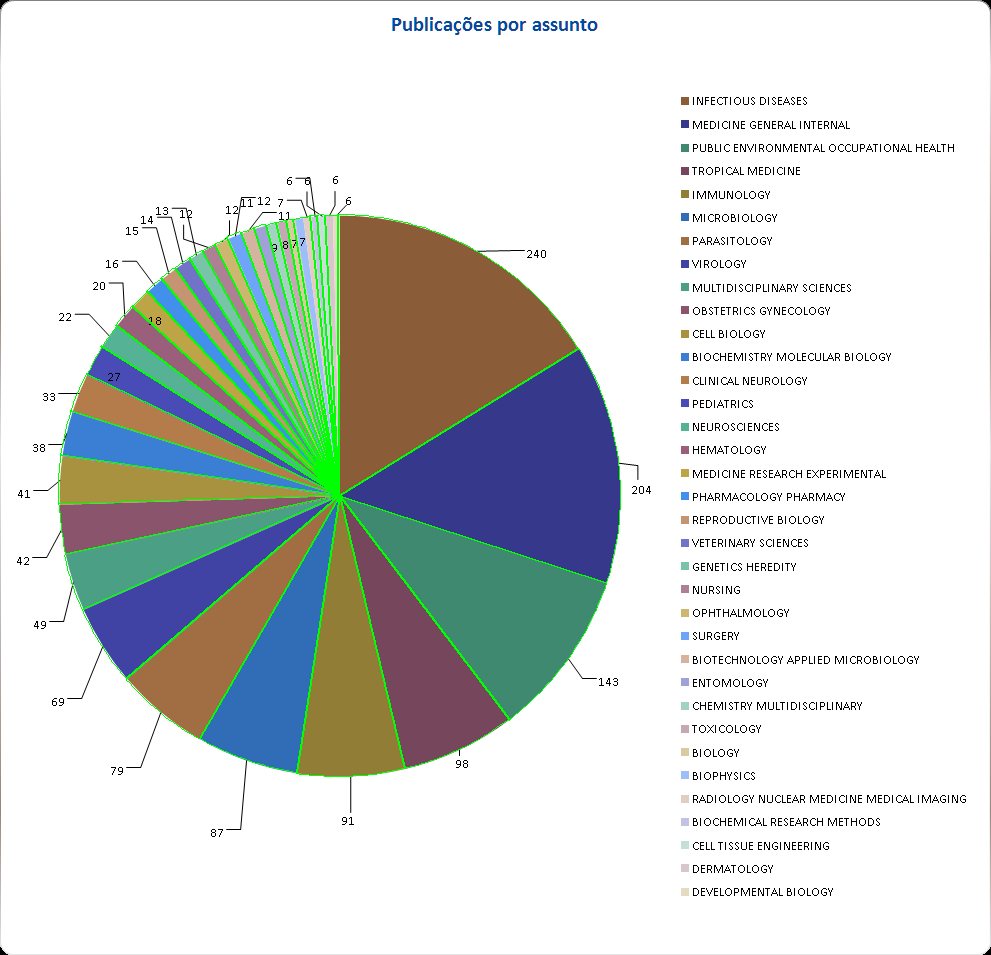 Publicações por assunto
INFECTIOUS DISEASES
MEDICINE GENERAL INTERNAL
PUBLIC ENVIRONMENTAL OCCUPATIONAL HEALTH
TROPICAL MEDICINE
IMMUNOLOGY
MICROBIOLOGY
PARASITOLOGY
VIROLOGY
MULTIDISCIPLINARY SCIENCES
OBSTETRICS GYNECOLOGY
CELL BIOLOGY
BIOCHEMISTRY MOLECULAR BIOLOGY
CLINICAL NEUROLOGY
PEDIATRICS
NEUROSCIENCES
HEMATOLOGY
MEDICINE RESEARCH EXPERIMENTAL
PHARMACOLOGY PHARMACY
REPRODUCTIVE BIOLOGY
VETERINARY SCIENCES
GENETICS HEREDITY
NURSING
OPHTHALMOLOGY
SURGERY
BIOTECHNOLOGY APPLIED MICROBIOLOGY
ENTOMOLOGY
CHEMISTRY MULTIDISCIPLINARY
TOXICOLOGY
BIOLOGY
BIOPHYSICS
RADIOLOGY NUCLEAR MEDICINE MEDICAL IMAGING
BIOCHEMICAL RESEARCH METHODS
CELL TISSUE ENGINEERING
DERMATOLOGY
DEVELOPMENTAL BIOLOGY
240
204
143
98
91
87
79
69
49
42
41
38
33
27
22
20
18
16
15
14
13
12
12
11
12
11
9
8
7
7
7
6
6
6
6